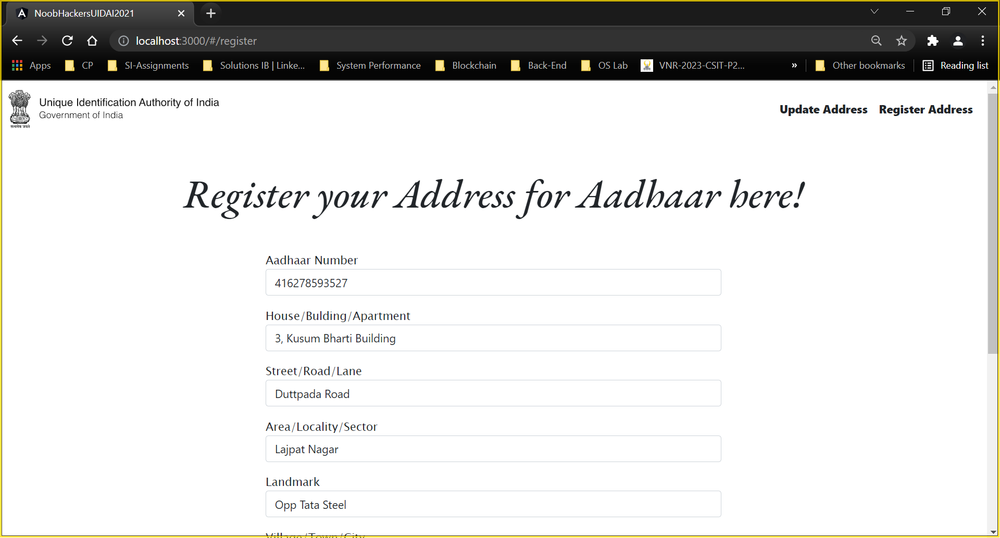 NoobHackersUIDAI2021
localhost:3000/#/register
Apps CP SI-Assignments Solutions IB | Linke... System Performance Blockchain Back-End OS Lab VNR-2023-CSIT-P2... » Other bookmarks Reading list
सत्यमेव जयते
Unique Identification Authority of India
Government of India
Update Address Register Address
Register your Address for Aadhaar here!
Aadhaar Number
416278593527
House/Bulding/Apartment
3, Kusum Bharti Building
Street/Road/Lane
Duttpada Road
Area/Locality/Sector
Lajpat Nagar
Landmark
Opp Tata Steel
Village/Town/City